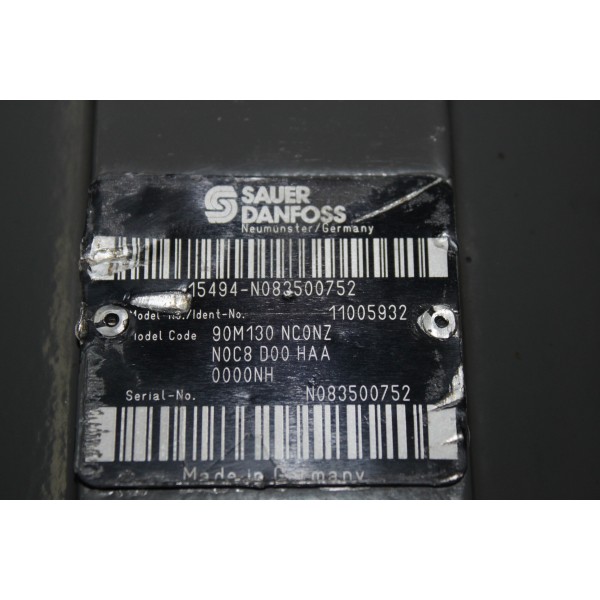 SAUER
DANFOSS
Neumünster/Germany
15494-N083500752
Model No./Ident-No. 11005932
Model Code 90M130 NC0NZ
N0C8 D00 HAA
0000NH
Serial-No. N083500752
Made in Germany